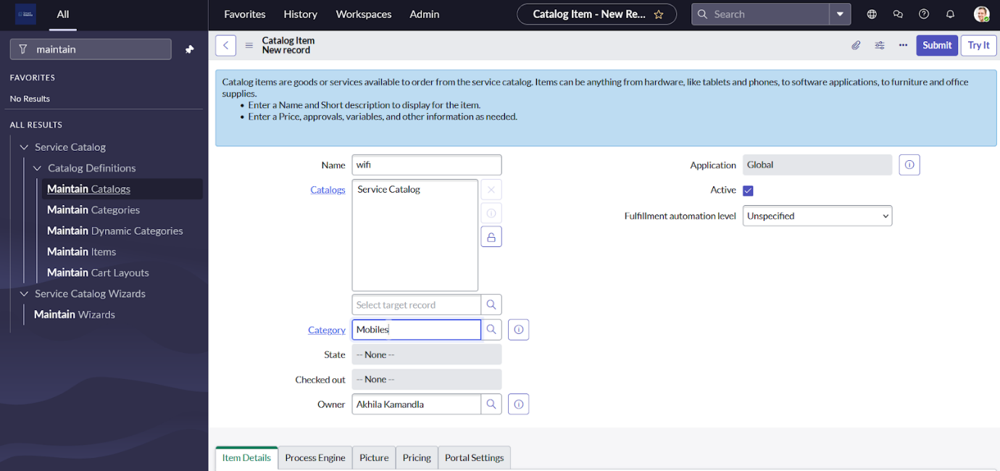 All
Favorites
History
Workspaces
Admin
Catalog Item - New Re...
Search
maintain
FAVORITES
No Results
ALL RESULTS
Service Catalog
Catalog Definitions
Maintain Catalogs
Maintain Categories
Maintain Dynamic Categories
Maintain Items
Maintain Cart Layouts
Service Catalog Wizards
Maintain Wizards
Catalog Item
New record
Submit
Try It
Catalog items are goods or services available to order from the service catalog. Items can be anything from hardware, like tablets and phones, to software applications, to furniture and office
supplies.
• Enter a Name and Short description to display for the item.
• Enter a Price, approvals, variables, and other information as needed.
Name
wifi
Catalogs
Service Catalog
Select target record
Category
Mobiles
State
-- None --
Checked out
-- None --
Owner
Akhila Kamandla
Application
Global
Active
Fulfillment automation level
Unspecified
Item Details
Process Engine
Picture
Pricing
Portal Settings